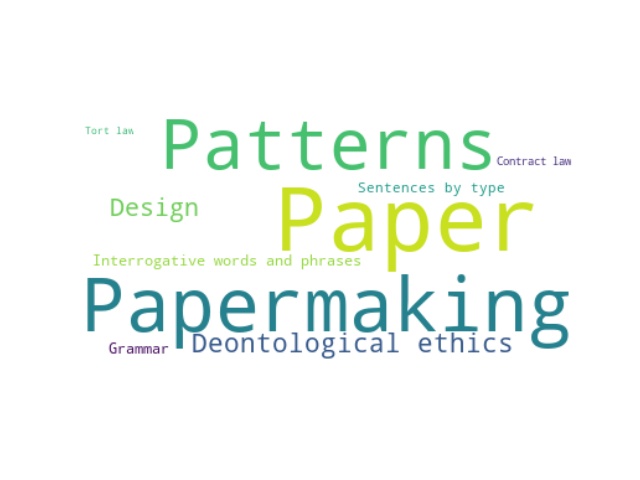 Tort law
Patterns
Contract law
Sentences by type
Design
Paper
Interrogative words and phrases
Papermaking
Grammar
Deontological ethics